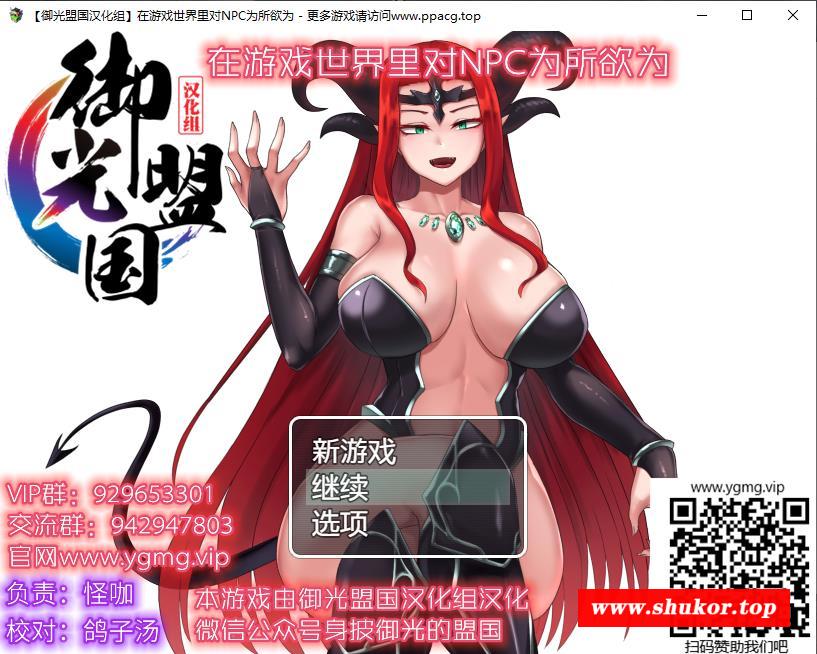 【御光盟国汉化组】在游戏世界里对NPC为所欲为 - 更多游戏请访问www.ppacg.top
在游戏世界里对NPC为所欲为
御光盟国
汉化组
新游戏
继续
选项
VIP群：929653301
交流群：942947803
官网www.ygmg.vip
负责：怪咖
校对：鸽子汤
本游戏由御光盟国汉化组汉化
微信公众号身披御光的盟国
www.ygmg.vip
www.shukor.top
扫码赞助我们吧